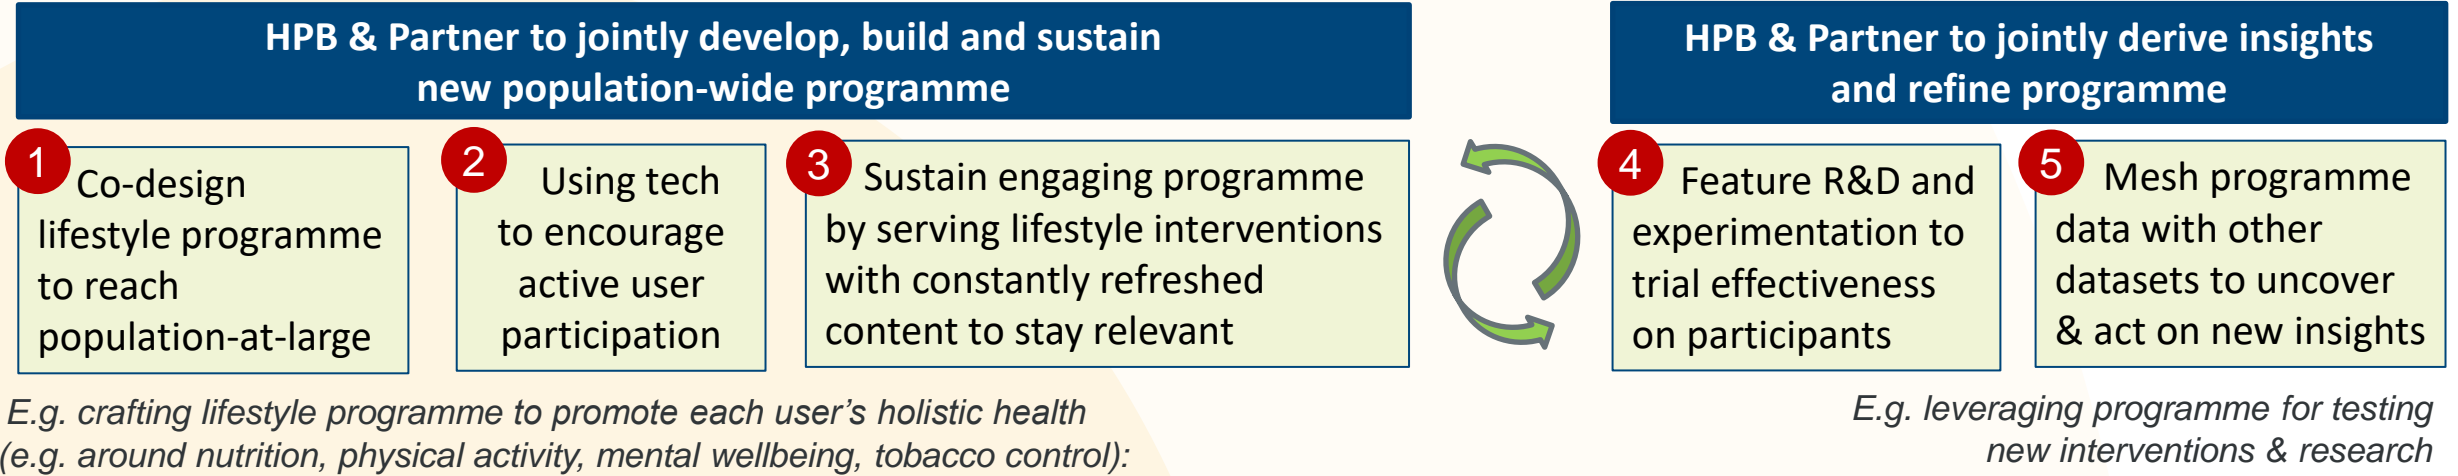 HPB & Partner to jointly develop, build and sustain
new population-wide programme
1
Co-design
lifestyle programme
to reach
population-at-large
2
Using tech
to encourage
active user
participation
3
Sustain engaging programme
by serving lifestyle interventions
with constantly refreshed
content to stay relevant
E.g. crafting lifestyle programme to promote each user's holistic health
(e.g. around nutrition, physical activity, mental wellbeing, tobacco control):
HPB & Partner to jointly derive insights
and refine programme
4
Feature R&D and
experimentation to
trial effectiveness
on participants
5
Mesh programme
data with other
datasets to uncover
& act on new insights
E.g. leveraging programme for testing
new interventions & research